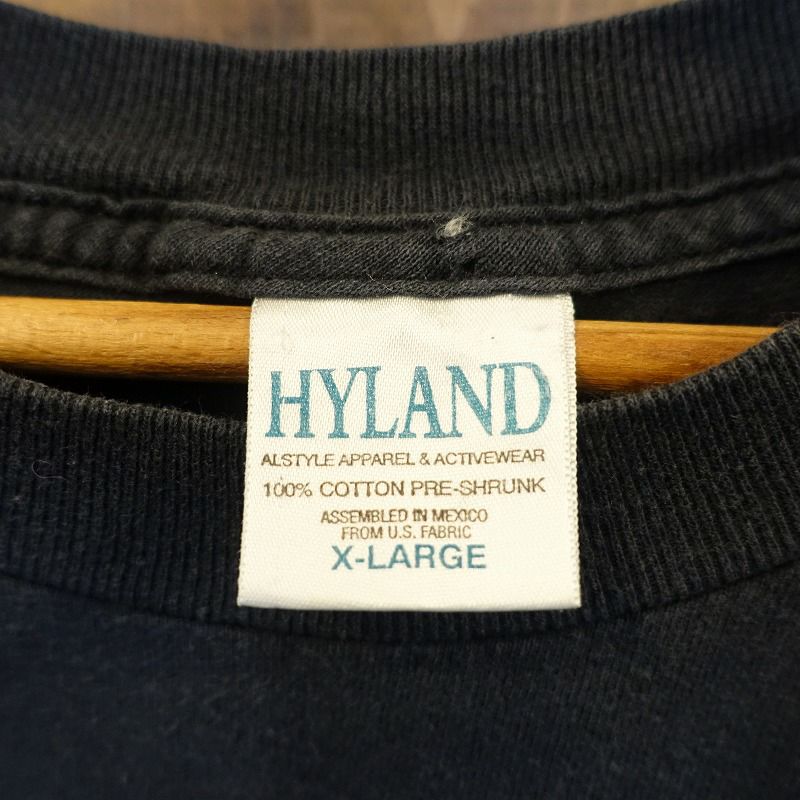 HYLAND
ALSTYLE APPAREL & ACTIVEWEAR
100% COTTON PRE-SHRUNK
ASSEMBLED IN MEXICO
FROM U.S. FABRIC
X-LARGE